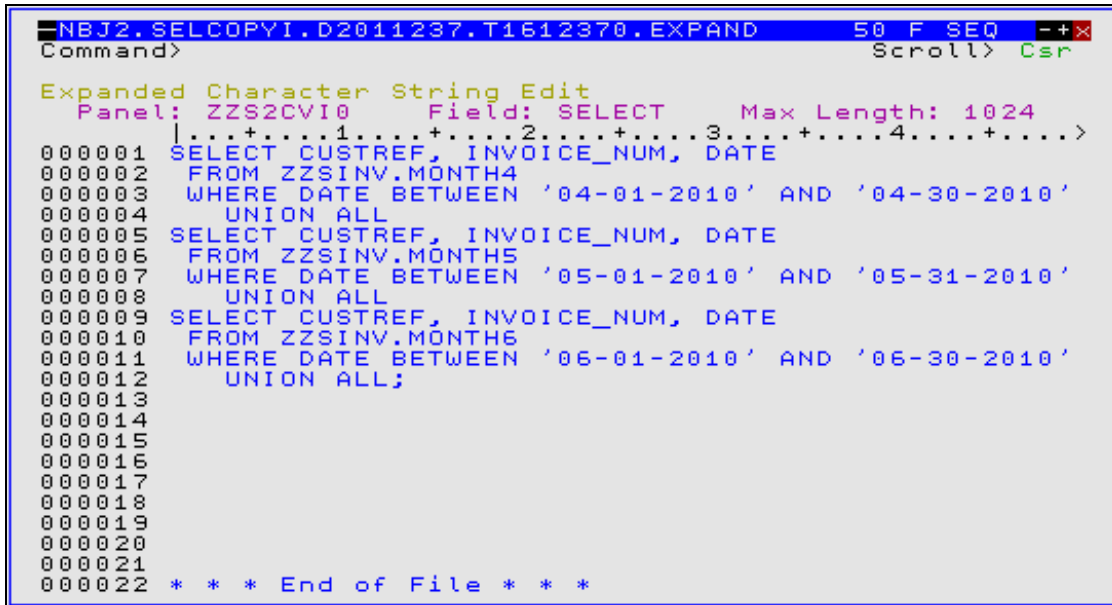 NBJ2.SELCOPYI.D2011237.T1612370.EXPAND 50 F SEQ - + x
Command> Scroll> Csr
Expanded Character String Edit
Panel: ZZS2CVI0 Field: SELECT Max Length: 1024
|...+....1....+....2....+....3....+....4....+....>
000001 SELECT CUSTREF, INVOICE_NUM, DATE
000002 FROM ZZSINV.MONTH4
000003 WHERE DATE BETWEEN '04-01-2010' AND '04-30-2010'
000004 UNION ALL
000005 SELECT CUSTREF, INVOICE_NUM, DATE
000006 FROM ZZSINV.MONTH5
000007 WHERE DATE BETWEEN '05-01-2010' AND '05-31-2010'
000008 UNION ALL
000009 SELECT CUSTREF, INVOICE_NUM, DATE
000010 FROM ZZSINV.MONTH6
000011 WHERE DATE BETWEEN '06-01-2010' AND '06-30-2010'
000012 UNION ALL;
000013
000014
000015
000016
000017
000018
000019
000020
000021
000022 * * * End of File * * *